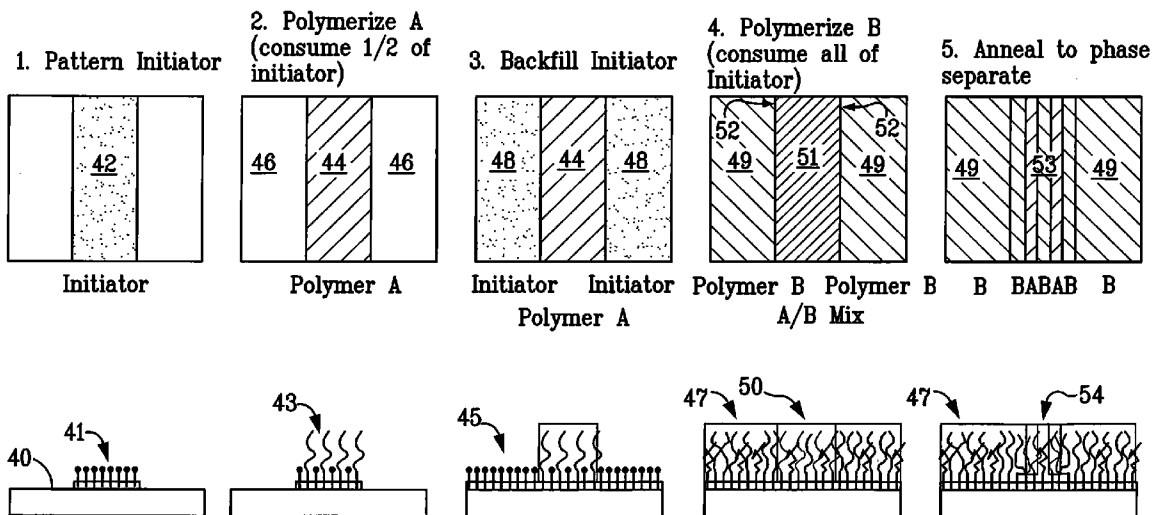 1. Pattern Initiator
2. Polymerize A
(consume 1/2 of
initiator)
3. Backfill Initiator
4. Polymerize B
(consume all of
Initiator)
5. Anneal to phase
separate
42
46 44 46
48 44 48
52 52
49 51 49
49 53 49
Initiator
Polymer A
Initiator Initiator
Polymer A
Polymer B Polymer B
A/B Mix
B BABAB B
40 41
43
45
47 50
47 54